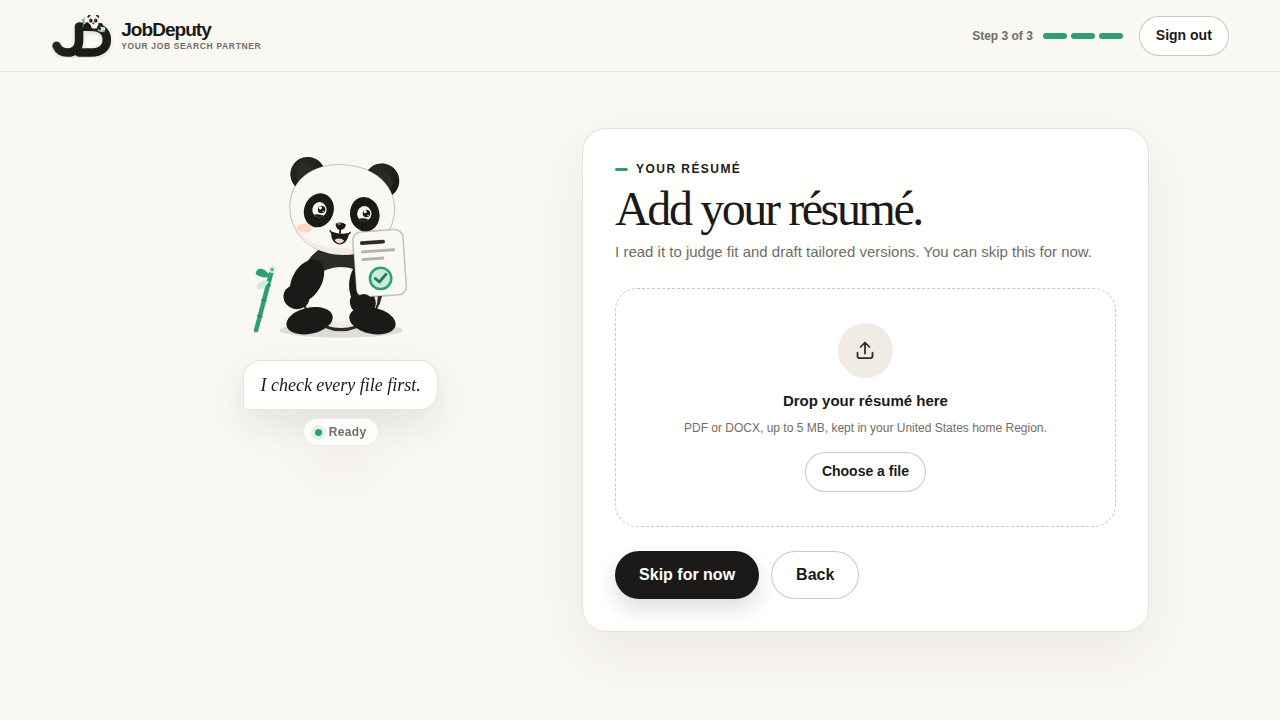 JobDeputy
YOUR JOB SEARCH PARTNER
Step 3 of 3
Sign out
I check every file first.
Ready
YOUR RÉSUMÉ
Add your résumé.
I read it to judge fit and draft tailored versions. You can skip this for now.
Drop your résumé here
PDF or DOCX, up to 5 MB, kept in your United States home Region.
Choose a file
Skip for now
Back